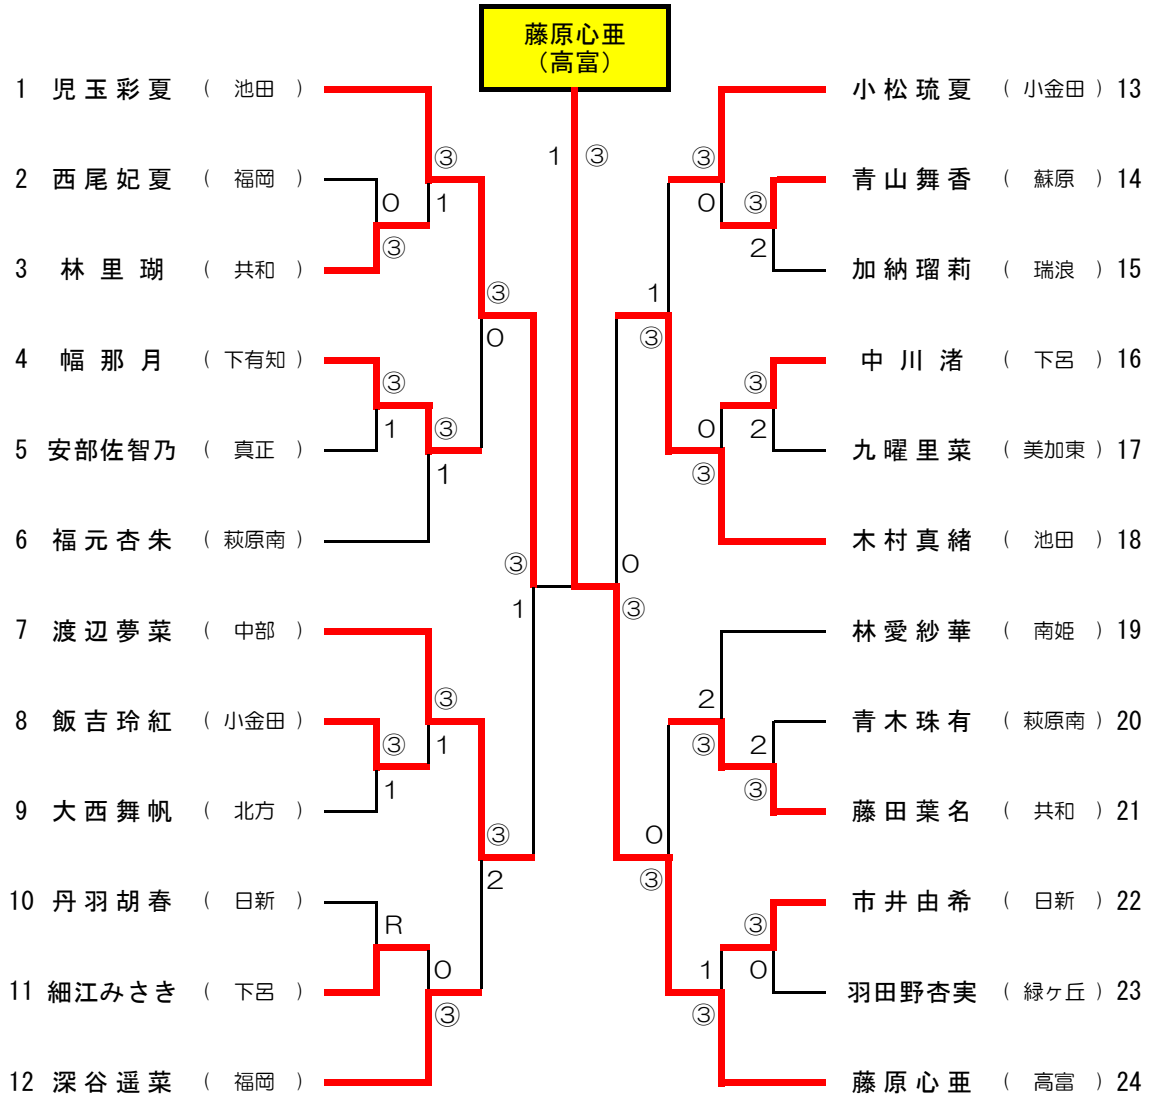 藤原心亜
（高富）
1 児玉彩夏 （ 池田 ）
2 西尾妃夏 （ 福岡 ）
3 林里瑚 （ 共和 ）
4 幅那月 （ 下有知 ）
5 安部佐智乃 （ 真正 ）
6 福元杏朱 （ 萩原南 ）
7 渡辺夢菜 （ 中部 ）
8 飯吉玲紅 （ 小金田 ）
9 大西舞帆 （ 北方 ）
10 丹羽胡春 （ 日新 ）
11 細江みさき （ 下呂 ）
12 深谷遥菜 （ 福岡 ）
③
0
1
③
③
0
③
1
③
1
③
1
③
③
1
1
③
2
R
0
③
1 ③
小松琉夏 （ 小金田 ） 13
青山舞香 （ 蘇原 ） 14
加納瑠莉 （ 瑞浪 ） 15
中川渚 （ 下呂 ） 16
九曜里菜 （ 美加東 ） 17
木村真緒 （ 池田 ） 18
林愛紗華 （ 南姫 ） 19
青木珠有 （ 萩原南 ） 20
藤田葉名 （ 共和 ） 21
市井由希 （ 日新 ） 22
羽田野杏実 （ 緑ヶ丘 ） 23
藤原心亜 （ 高富 ） 24
③
0
③
2
1
③
③
0
2
③
0
③
2
③
2
③
0
③
③
1
0
③